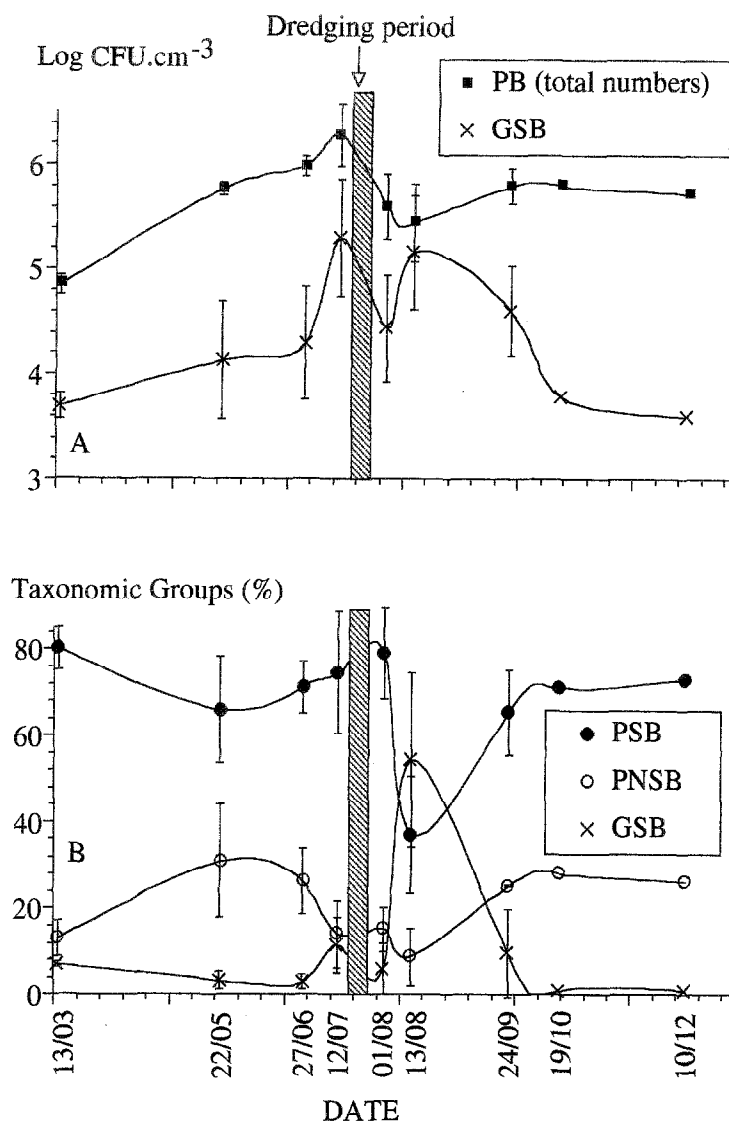 Dredging period
Log CFU.cm-3
PB (total numbers)
GSB
6
5
4
3
A
Taxonomic Groups (%)
80
60
40
20
0
B
PSB
PNSB
GSB
13/03
22/05
27/06
12/07
01/08
13/08
24/09
19/10
10/12
DATE